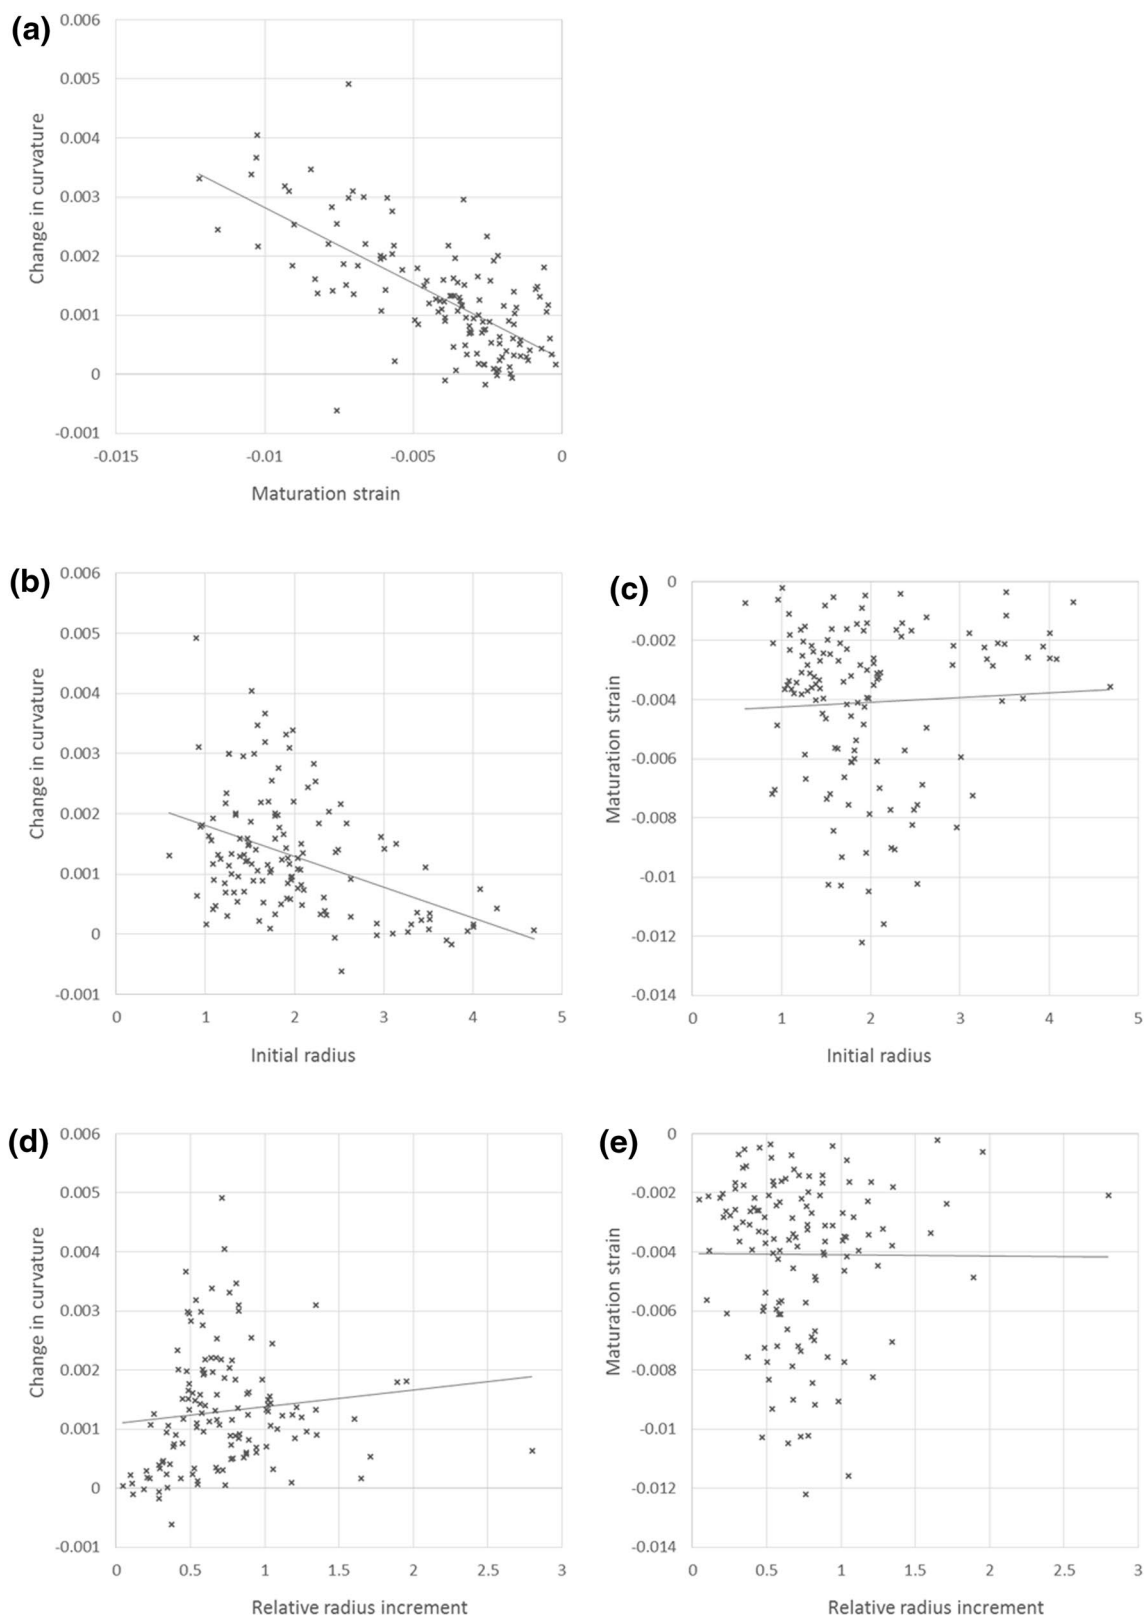 (a)
0.006
0.005
0.004
0.003
0.002
0.001
0
-0.001
Change in curvature
-0.015 -0.01 -0.005 0
Maturation strain
(b)
0.006
0.005
0.004
0.003
0.002
0.001
0
-0.001
Change in curvature
0 1 2 3 4 5
Initial radius
(c)
0
-0.002
-0.004
-0.006
-0.008
-0.01
-0.012
-0.014
Maturation strain
0 1 2 3 4 5
Initial radius
(d)
0.006
0.005
0.004
0.003
0.002
0.001
0
-0.001
Change in curvature
0 0.5 1 1.5 2 2.5 3
Relative radius increment
(e)
0
-0.002
-0.004
-0.006
-0.008
-0.01
-0.012
-0.014
Maturation strain
0 0.5 1 1.5 2 2.5 3
Relative radius increment